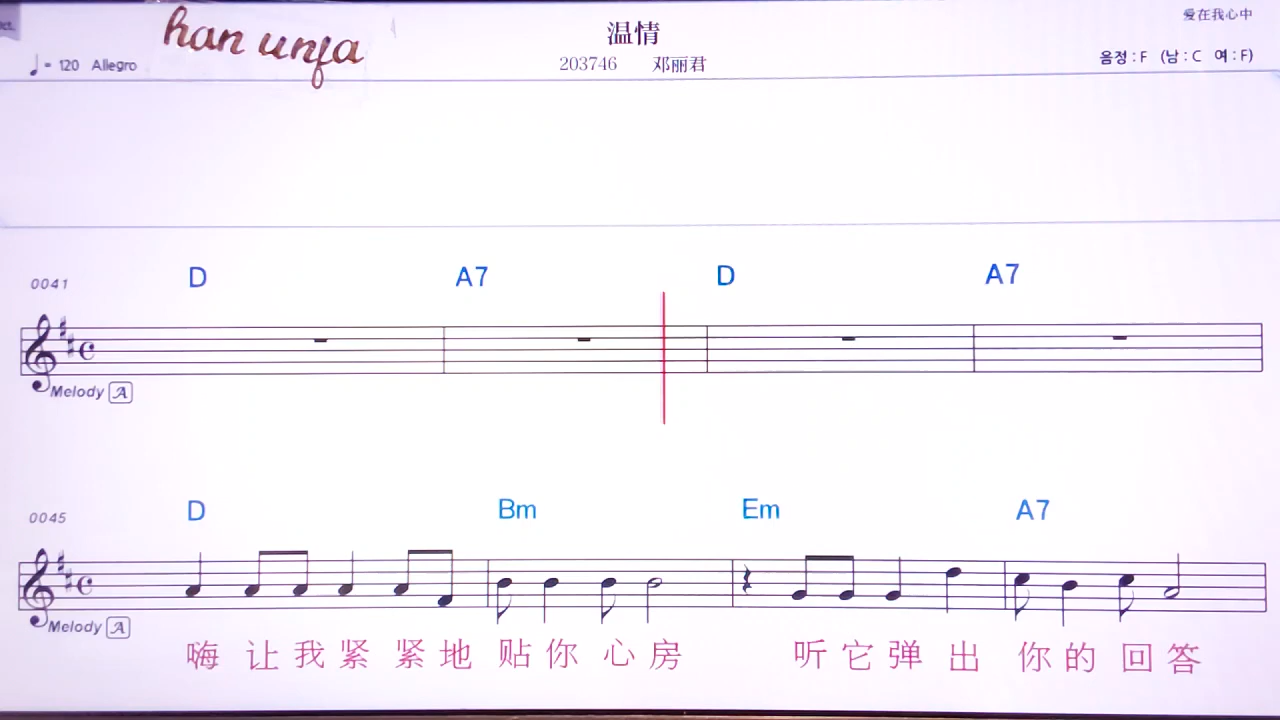 爱在我心中
han unja
温情
♩= 120 Allegro
203746 邓丽君
음정 : F (남 : C 여 : F)
0041 D A7 D A7
Melody A
0045 D Bm Em A7
Melody A
嗨 让 我 紧 紧 地 贴 你 心 房 听 它 弹 出 你 的 回 答